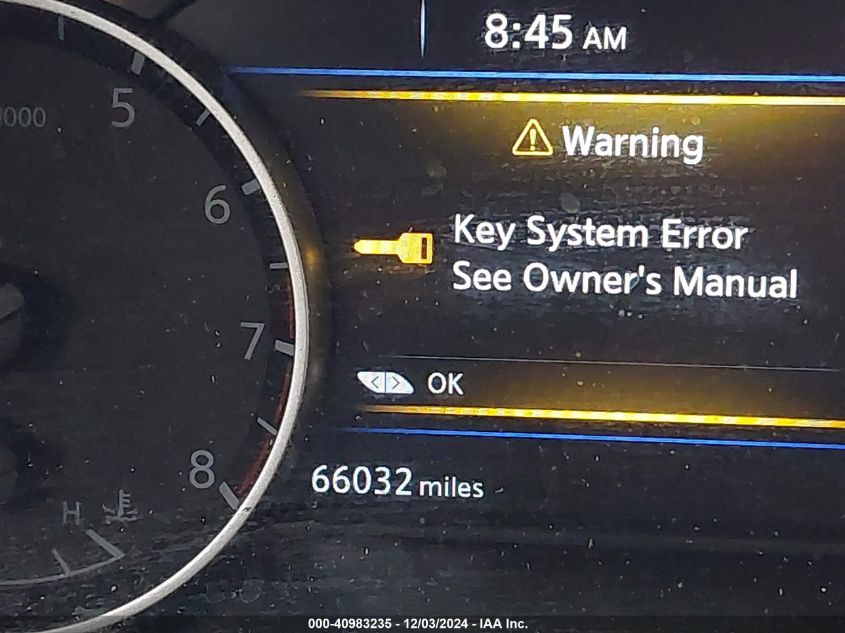 8:45 AM
1000
5
Warning
6
Key System Error
See Owner's Manual
7
OK
8
66032 miles
H
000-40983235 - 12/03/2024 - IAA Inc.